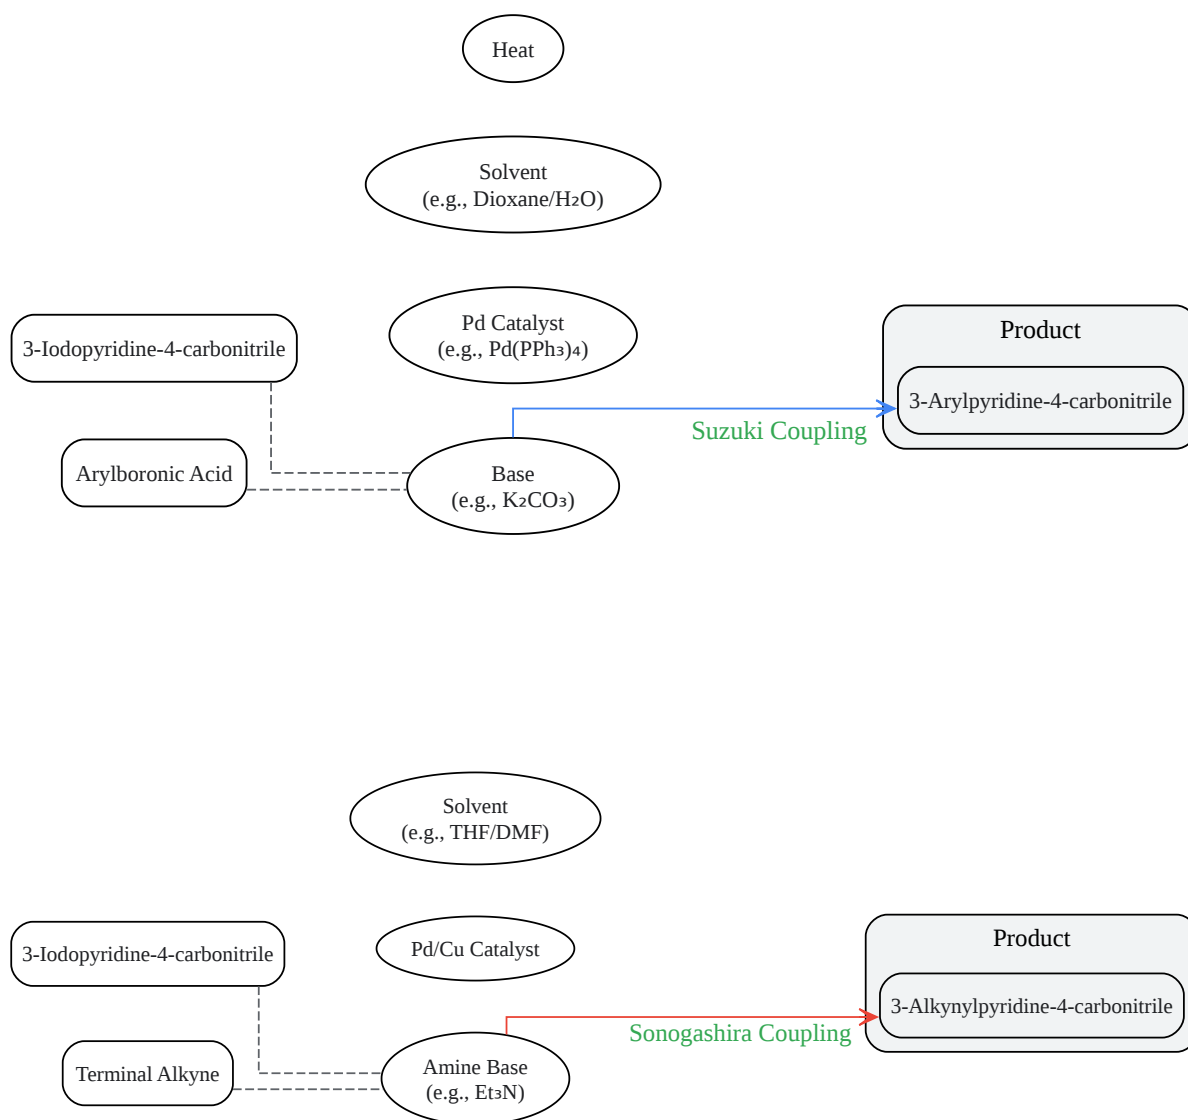 Heat
Solvent
(e.g., Dioxane/H₂O)
Pd Catalyst
(e.g., Pd(PPh₃)₄)
3-Iodopyridine-4-carbonitrile
Product
3-Arylpyridine-4-carbonitrile
Suzuki Coupling
Arylboronic Acid
Base
(e.g., K₂CO₃)
Solvent
(e.g., THF/DMF)
3-Iodopyridine-4-carbonitrile
Pd/Cu Catalyst
Product
3-Alkynylpyridine-4-carbonitrile
Sonogashira Coupling
Terminal Alkyne
Amine Base
(e.g., Et₃N)